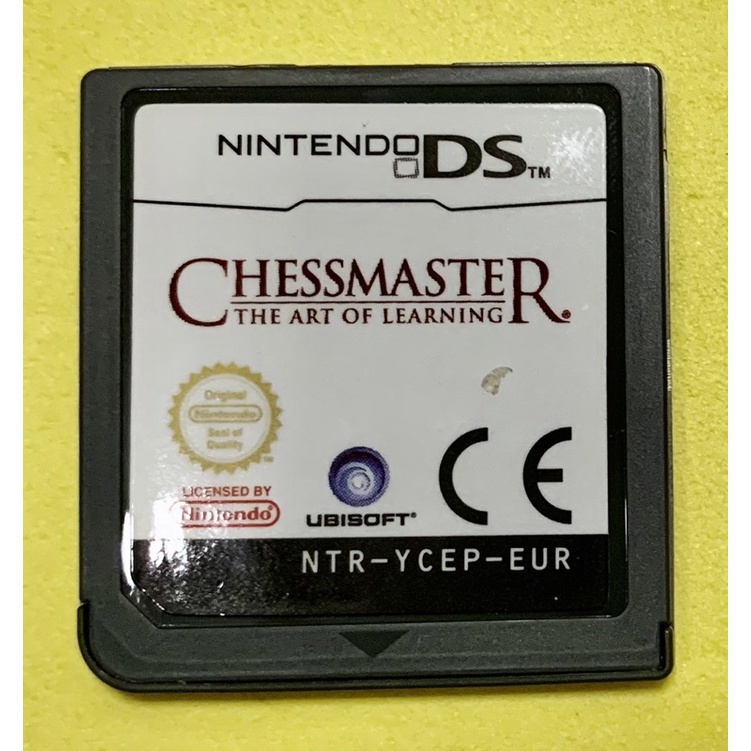 NINTENDO DS™
CHESSMASTER®
THE ART OF LEARNING
Original
Nintendo
Seal of
Quality
™
LICENSED BY
Nintendo®
UBISOFT®
CE
NTR-YCEP-EUR